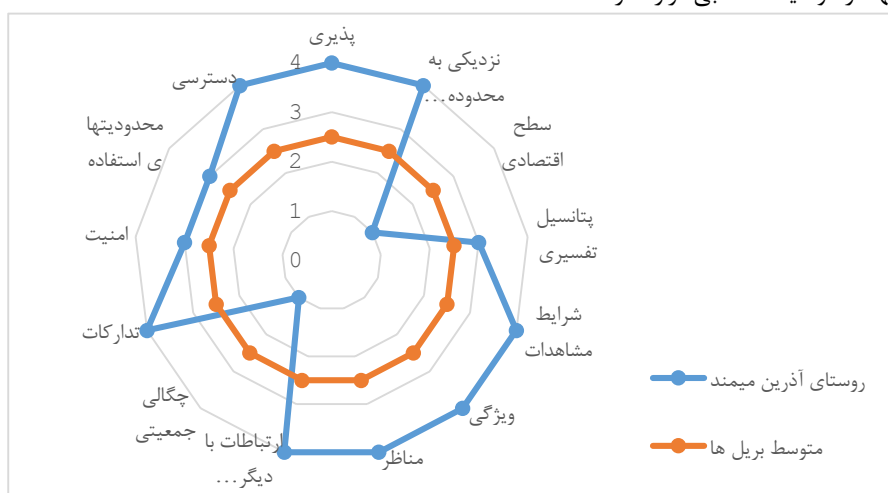 پذیری
نزدیکی به
محدوده...
سطح
اقتصادی
پتانسیل
تفسیری
شرایط
مشاهدات
ویژگی
مناظر
ارتباطات با
دیگر...
چگالی
جمعیتی
تدارکات
امنیت
محدودیتها
ی استفاده
دسترسی
4
3
2
1
0
روستای آذرین میمند
متوسط بریل ها